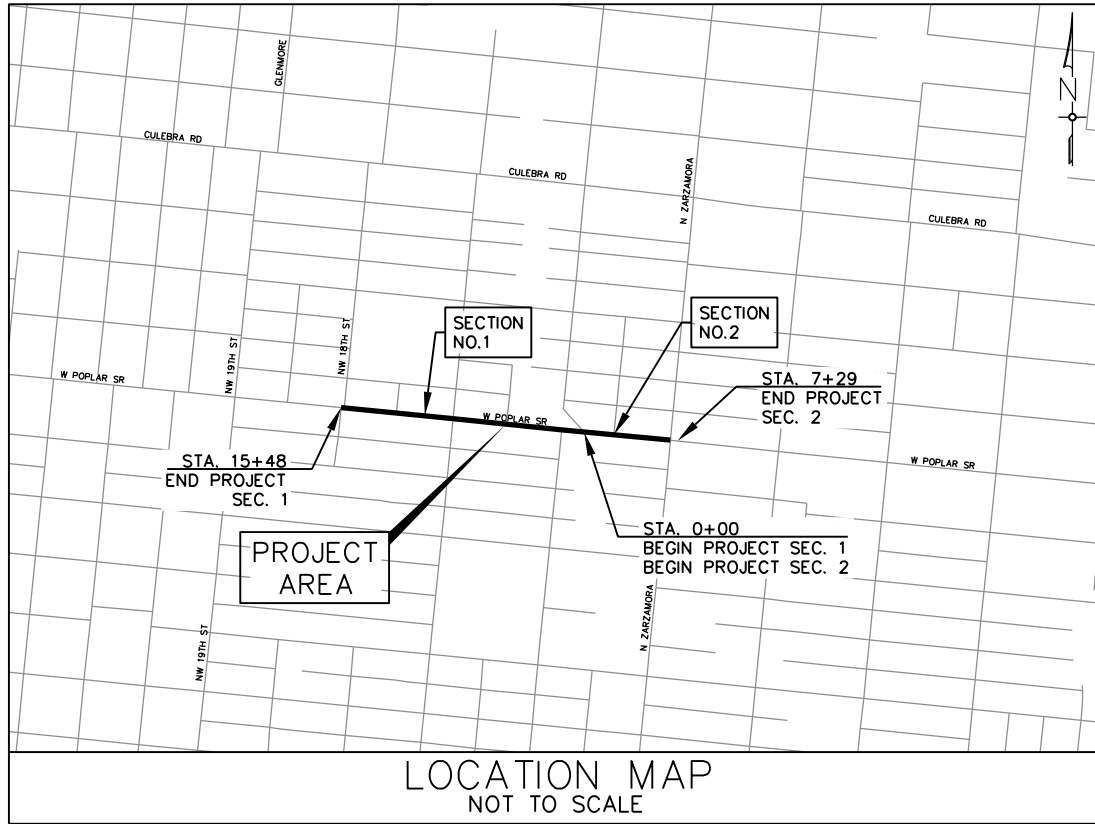 GLENMORE
N
CULEBRA RD
CULEBRA RD
N ZARZAMORA
CULEBRA RD
SECTION
NO.1
SECTION
NO.2
NW 19TH ST
NW 18TH ST
W POPLAR SR
STA. 7+29
END PROJECT
SEC. 2
W POPLAR SR
STA. 15+48
END PROJECT
SEC. 1
W POPLAR SR
STA. 0+00
BEGIN PROJECT SEC. 1
BEGIN PROJECT SEC. 2
PROJECT
AREA
N ZARZAMORA
NW 19TH ST
LOCATION MAP
NOT TO SCALE